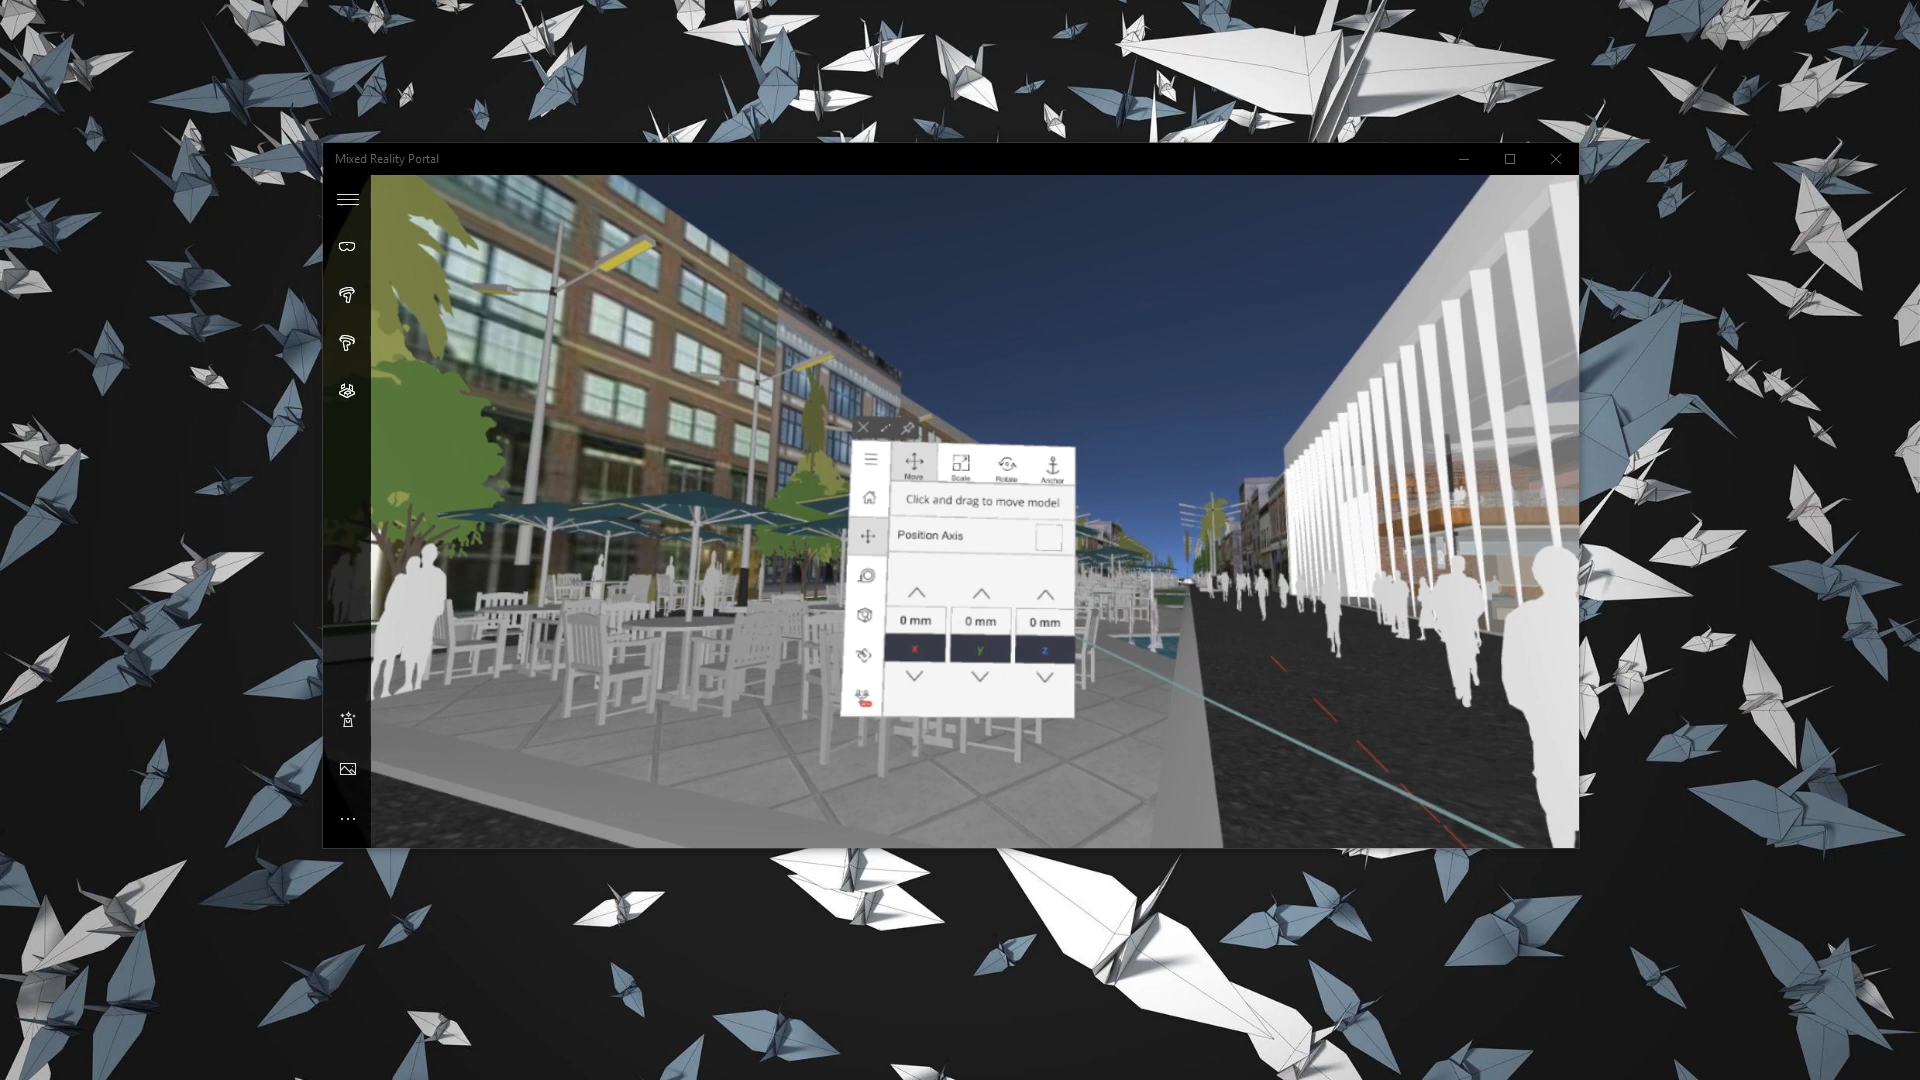 Mixed Reality Portal
Move Scale Rotate Anchor
Click and drag to move model
Position Axis
0 mm 0 mm 0 mm
x y z